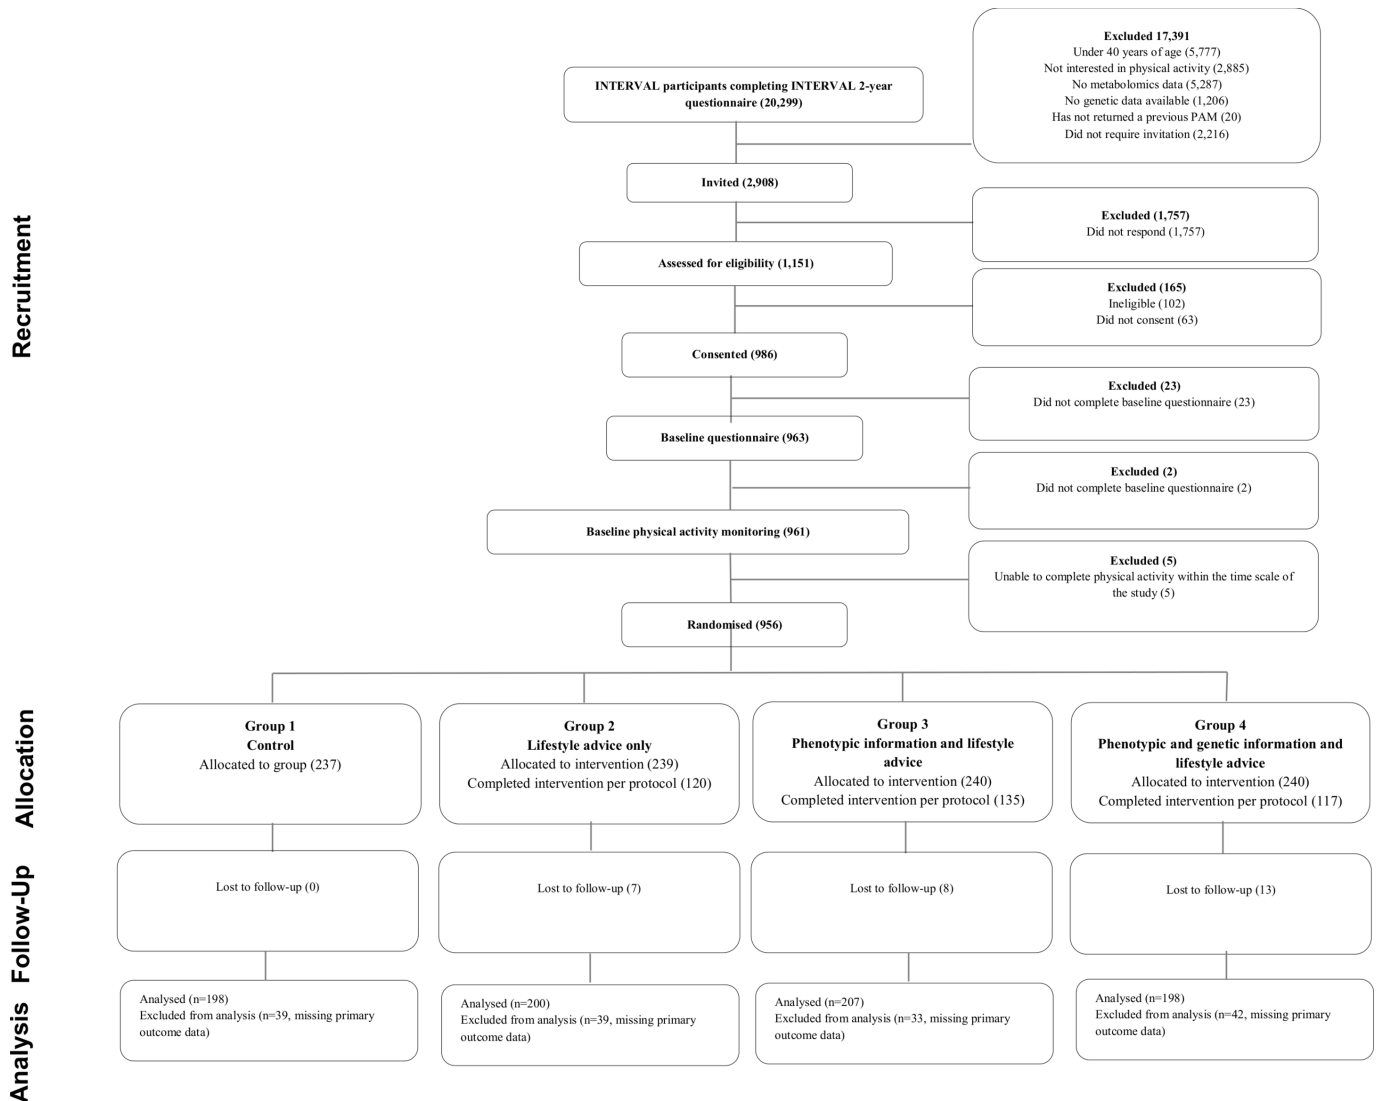 Recruitment
INTERVAL participants completing INTERVAL 2-year
questionnaire (20,299)
Excluded 17,391
Under 40 years of age (5,777)
Not interested in physical activity (2,885)
No metabolomics data (5,287)
No genetic data available (1,206)
Has not returned a previous PAM (20)
Did not require invitation (2,216)
Invited (2,908)
Excluded (1,757)
Did not respond (1,757)
Assessed for eligibility (1,151)
Excluded (165)
Ineligible (102)
Did not consent (63)
Consented (986)
Excluded (23)
Did not complete baseline questionnaire (23)
Baseline questionnaire (963)
Excluded (2)
Did not complete baseline questionnaire (2)
Baseline physical activity monitoring (961)
Excluded (5)
Unable to complete physical activity within the time scale of
the study (5)
Randomised (956)
Allocation
Group 1
Control
Allocated to group (237)
Group 2
Lifestyle advice only
Allocated to intervention (239)
Completed intervention per protocol (120)
Group 3
Phenotypic information and lifestyle
advice
Allocated to intervention (240)
Completed intervention per protocol (135)
Group 4
Phenotypic and genetic information and
lifestyle advice
Allocated to intervention (240)
Completed intervention per protocol (117)
Follow-Up
Lost to follow-up (0)
Lost to follow-up (7)
Lost to follow-up (8)
Lost to follow-up (13)
Analysis
Analysed (n=198)
Excluded from analysis (n=39, missing primary
outcome data)
Analysed (n=200)
Excluded from analysis (n=39, missing primary
outcome data)
Analysed (n=207)
Excluded from analysis (n=33, missing primary
outcome data)
Analysed (n=198)
Excluded from analysis (n=42, missing primary
outcome data)